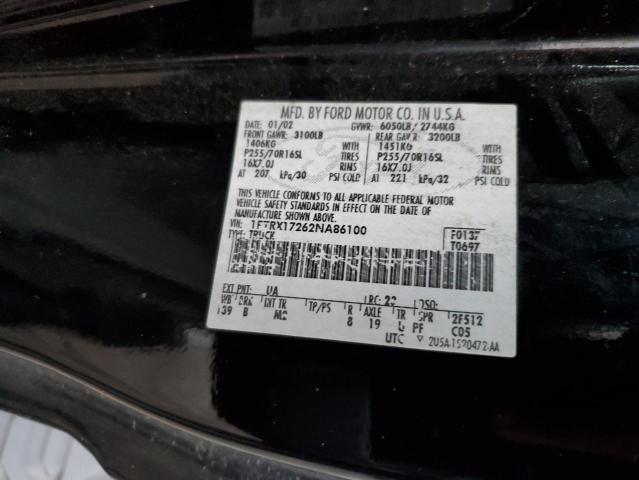 MFD. BY FORD MOTOR CO. IN U.S.A.
DATE: 01/02 GVWR: 6050LB/ 2744KG
FRONT GAWR: 3100LB REAR GAWR: 3200LB
1406KG WITH 1451KG WITH
P255/70R16SL TIRES P255/70R16SL TIRES
16X7.0J RIMS 16X7.0J RIMS
AT 207 kPa/30 PSI COLD AT 221 kPa/32 PSI COLD
THIS VEHICLE CONFORMS TO ALL APPLICABLE FEDERAL MOTOR
VEHICLE SAFETY STANDARDS IN EFFECT ON THE DATE OF
MANUFACTURE SHOWN ABOVE.
VIN: 1FTRX17262NA86100
TYPE: TRUCK
T0697
EXT PNT: UA RC: 22 DSO:
WB BRK INT TR TP/PS R AXLE TR SPR 2F512
139 B M2 8 19 PF C05
UTC ▽ 2U5A-1520472-AA